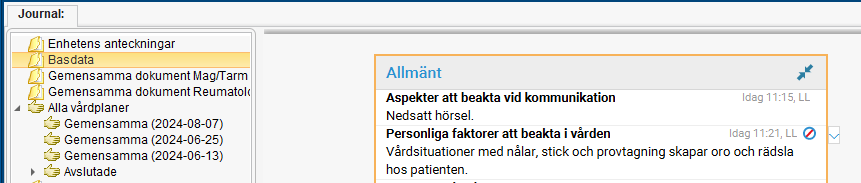 Journal:
Enhetens anteckningar
Basdata
Gemensamma dokument Mag/Tarm
Gemensamma dokument Reumatolo
Alla vårdplaner
Gemensamma (2024-08-07)
Gemensamma (2024-06-25)
Gemensamma (2024-06-13)
Avslutade
Allmänt
Aspekter att beakta vid kommunikation Idag 11:15, LL
Nedsatt hörsel.
Personliga faktorer att beakta i vården Idag 11:21, LL
Vårdsituationer med nålar, stick och provtagning skapar oro och rädsla
hos patienten.